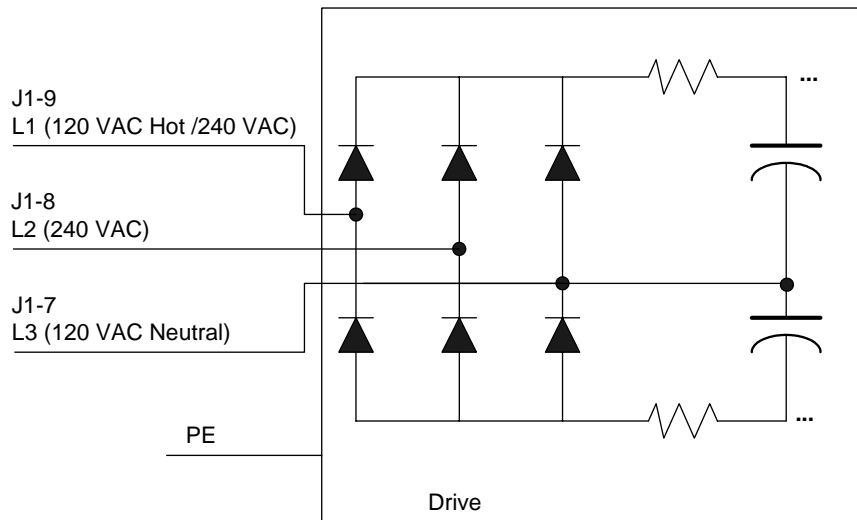 J1-9
L1 (120 VAC Hot /240 VAC)
J1-8
L2 (240 VAC)
J1-7
L3 (120 VAC Neutral)
PE
Drive
...
...